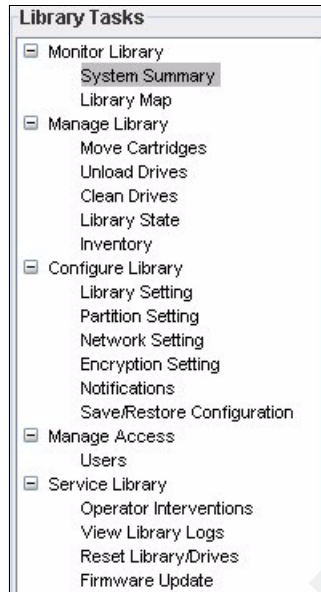 Library Tasks
Monitor Library
System Summary
Library Map
Manage Library
Move Cartridges
Unload Drives
Clean Drives
Library State
Inventory
Configure Library
Library Setting
Partition Setting
Network Setting
Encryption Setting
Notifications
Save/Restore Configuration
Manage Access
Users
Service Library
Operator Interventions
View Library Logs
Reset Library/Drives
Firmware Update